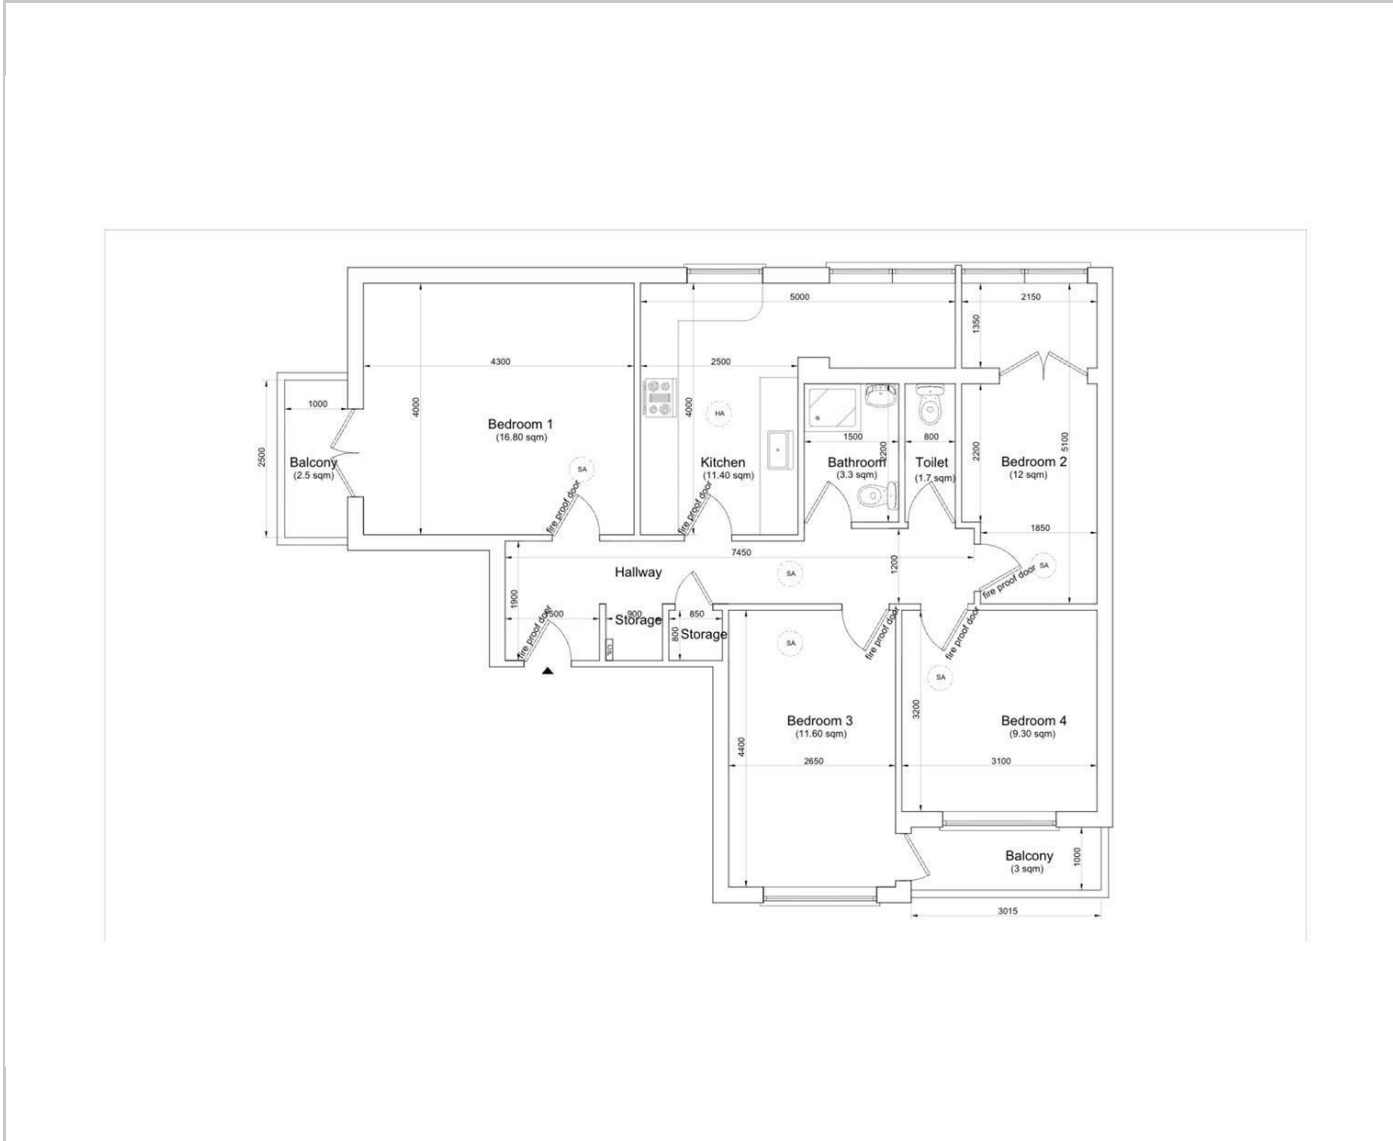 5000
2150
1350
4300
2500
4000
4000
1000
HA
Bedroom 1
(16.80 sqm)
1500
800
2200
2200
5100
2500
Balcony
(2.5 sqm)
SA
Kitchen
(11.40 sqm)
Bathroom
(3.3 sqm)
Toilet
(1.7 sqm)
Bedroom 2
(12 sqm)
fire proof door
fire proof door
1850
7450
1200
Hallway
SA
SA
fire proof door
1900
1500
fire proof door
900
Storage
850
800
Storage
SA
fire proof door
fire proof door
SA
3200
Bedroom 3
(11.60 sqm)
Bedroom 4
(9.30 sqm)
4400
2650
3100
Balcony
(3 sqm)
1000
3015